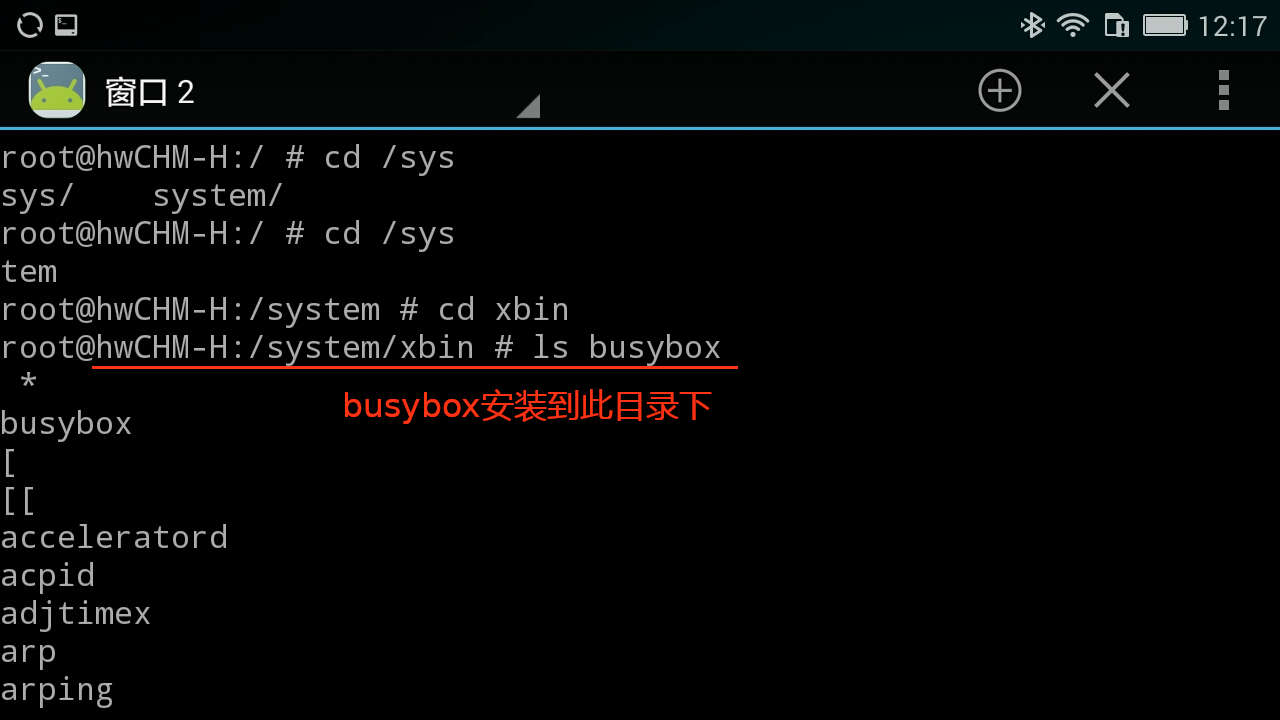 12:17
窗口 2
root@hwCHM-H:/ # cd /sys
sys/    system/
root@hwCHM-H:/ # cd /sys
tem
root@hwCHM-H:/system # cd xbin
root@hwCHM-H:/system/xbin # ls busybox
 *
busybox安装到此目录下
busybox
[
[[
acceleratord
acpid
adjtimex
arp
arping